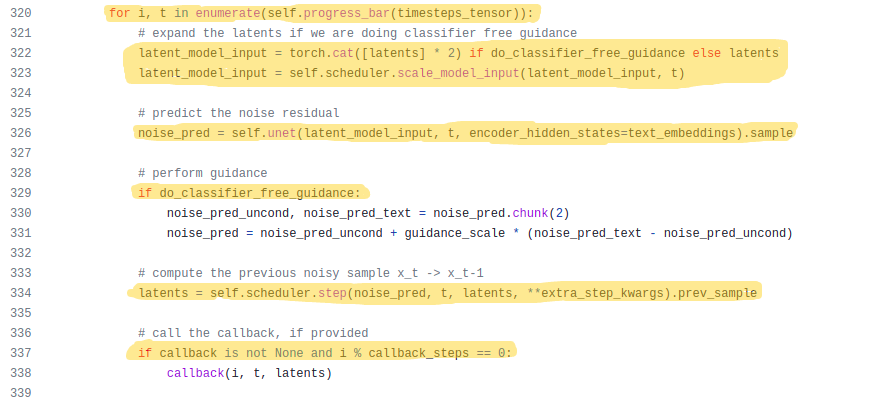 320 for i, t in enumerate(self.progress_bar(timesteps_tensor)):
321 # expand the latents if we are doing classifier free guidance
322 latent_model_input = torch.cat([latents] * 2) if do_classifier_free_guidance else latents
323 latent_model_input = self.scheduler.scale_model_input(latent_model_input, t)
324
325 # predict the noise residual
326 noise_pred = self.unet(latent_model_input, t, encoder_hidden_states=text_embeddings).sample
327
328 # perform guidance
329 if do_classifier_free_guidance:
330 noise_pred_uncond, noise_pred_text = noise_pred.chunk(2)
331 noise_pred = noise_pred_uncond + guidance_scale * (noise_pred_text - noise_pred_uncond)
332
333 # compute the previous noisy sample x_t -> x_t-1
334 latents = self.scheduler.step(noise_pred, t, latents, **extra_step_kwargs).prev_sample
335
336 # call the callback, if provided
337 if callback is not None and i % callback_steps == 0:
338 callback(i, t, latents)
339